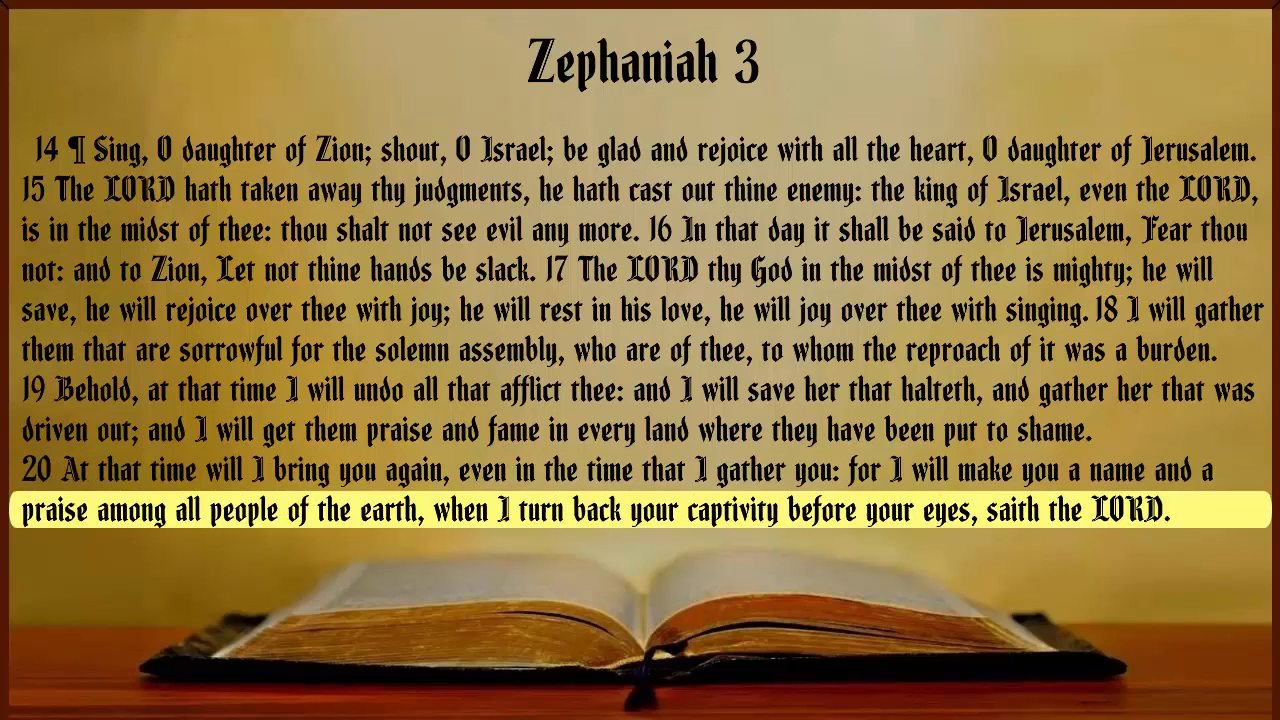 Zephaniah 3
14 ¶ Sing, O daughter of Zion; shout, O Israel; be glad and rejoice with all the heart, O daughter of Jerusalem.
15 The LORD hath taken away thy judgments, he hath cast out thine enemy: the king of Israel, even the LORD,
is in the midst of thee: thou shalt not see evil any more. 16 In that day it shall be said to Jerusalem, Fear thou
not: and to Zion, Let not thine hands be slack. 17 The LORD thy God in the midst of thee is mighty; he will
save, he will rejoice over thee with joy; he will rest in his love, he will joy over thee with singing. 18 I will gather
them that are sorrowful for the solemn assembly, who are of thee, to whom the reproach of it was a burden.
19 Behold, at that time I will undo all that afflict thee: and I will save her that halteth, and gather her that was
driven out; and I will get them praise and fame in every land where they have been put to shame.
20 At that time will I bring you again, even in the time that I gather you: for I will make you a name and a
praise among all people of the earth, when I turn back your captivity before your eyes, saith the LORD.